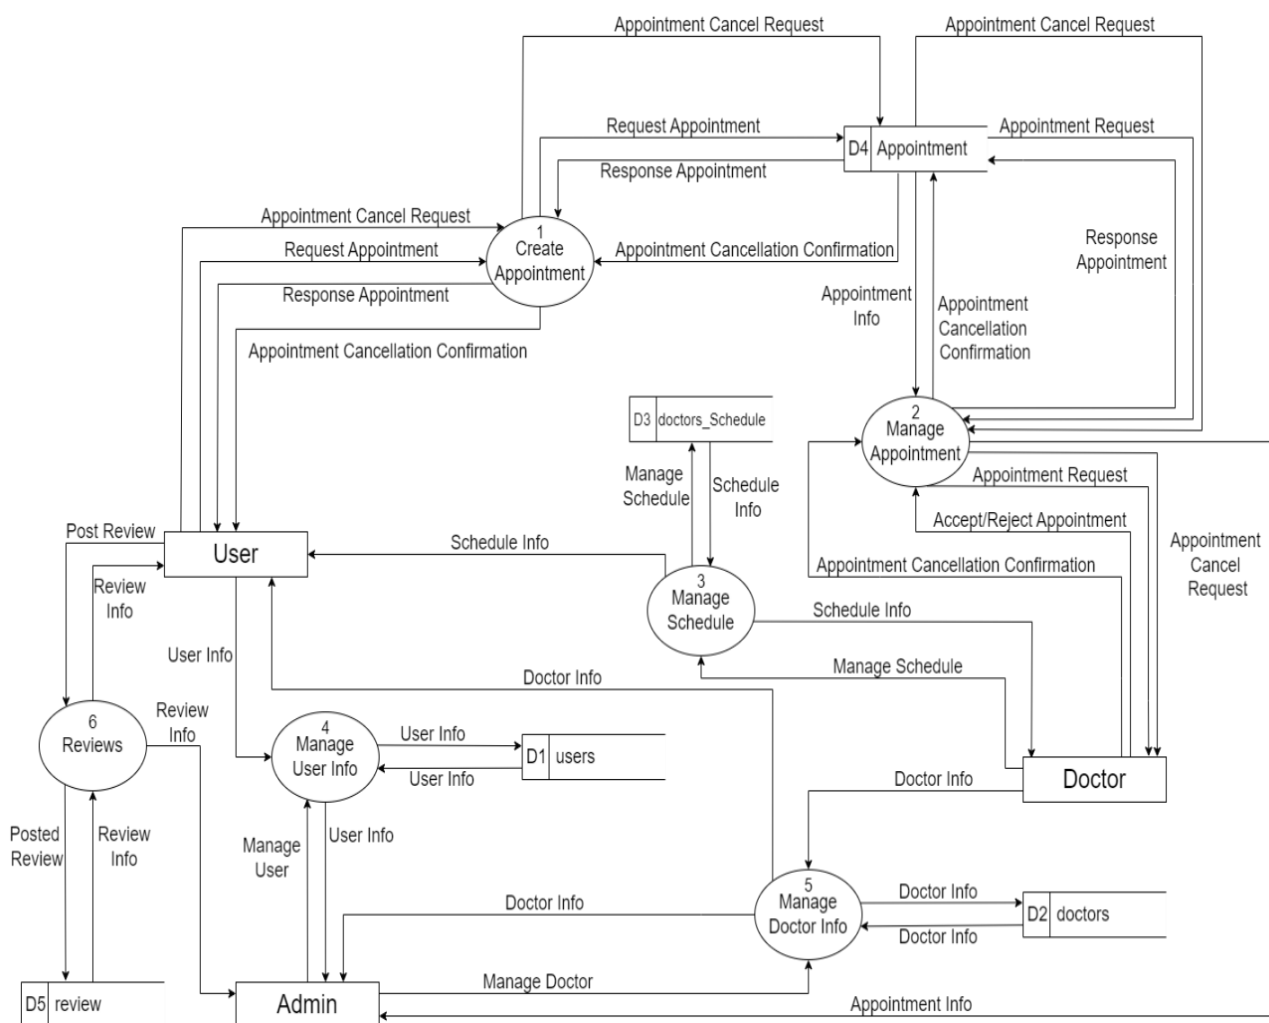 Appointment Cancel Request
Appointment Cancel Request
Request Appointment
Appointment Request
D4 Appointment
Response Appointment
Appointment Cancel Request
1
Create
Appointment
Request Appointment
Appointment Cancellation Confirmation
Response
Appointment
Response Appointment
Appointment
Info
Appointment
Cancellation
Confirmation
Appointment Cancellation Confirmation
D3 doctors_Schedule
2
Manage
Appointment
Manage
Schedule
Schedule
Info
Appointment Request
Accept/Reject Appointment
Post Review
User
Schedule Info
Appointment
Cancel
Request
Appointment Cancellation Confirmation
Review
Info
3
Manage
Schedule
Schedule Info
User Info
Manage Schedule
Doctor Info
6
Reviews
Review
Info
4
Manage
User Info
User Info
User Info
D1 users
Doctor Info
Doctor
Posted
Review
Review
Info
Manage
User
User Info
5
Manage
Doctor Info
Doctor Info
Doctor Info
D2 doctors
Doctor Info
Manage Doctor
D5 review
Admin
Appointment Info